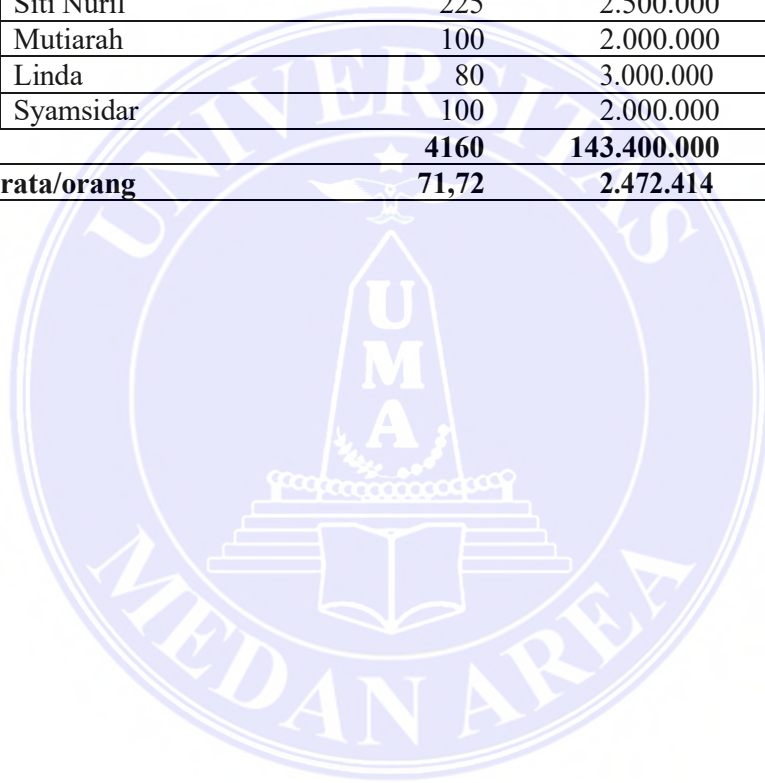 Siti Nuril 225 2.500.000
Mutiarah 100 2.000.000
Linda 80 3.000.000
Syamsidar 100 2.000.000
4160 143.400.000
rata/orang 71,72 2.472.414
UNIVERSITAS
UMA
MEDAN AREA